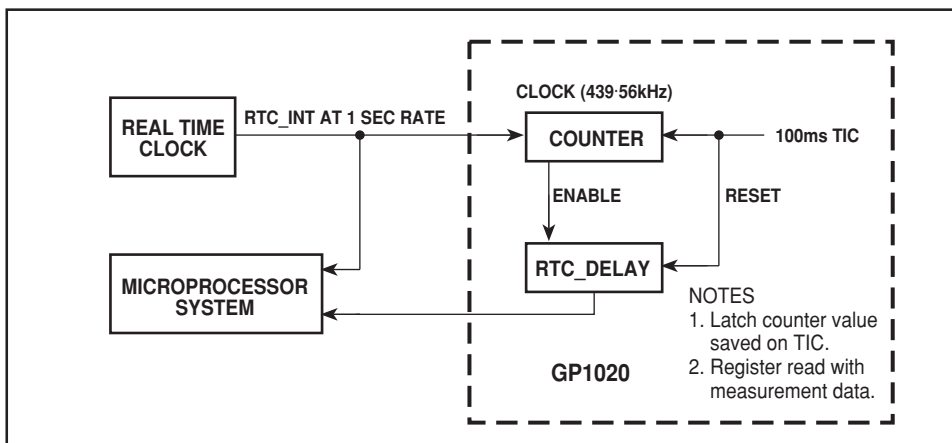 CLOCK (439·56kHz)
REAL TIME
CLOCK
RTC_INT AT 1 SEC RATE
COUNTER
100ms TIC
ENABLE
RESET
RTC_DELAY
MICROPROCESSOR
SYSTEM
NOTES
1. Latch counter value
saved on TIC.
2. Register read with
measurement data.
GP1020